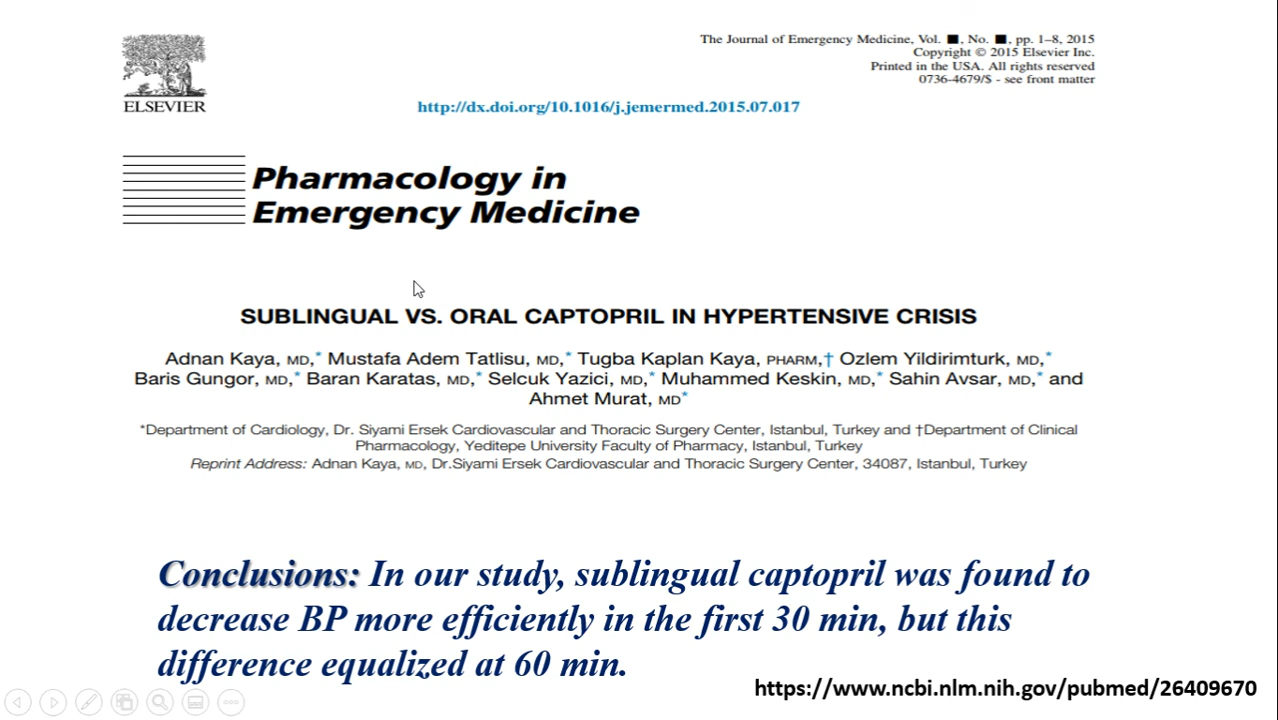 The Journal of Emergency Medicine, Vol. ■, No. ■, pp. 1–8, 2015
Copyright © 2015 Elsevier Inc.
Printed in the USA. All rights reserved
0736-4679/$ - see front matter
ELSEVIER
http://dx.doi.org/10.1016/j.jemermed.2015.07.017
Pharmacology in
Emergency Medicine
SUBLINGUAL VS. ORAL CAPTOPRIL IN HYPERTENSIVE CRISIS
Adnan Kaya, MD,* Mustafa Adem Tatlisu, MD,* Tugba Kaplan Kaya, PHARM,† Ozlem Yildirimturk, MD,*
Baris Gungor, MD,* Baran Karatas, MD,* Selcuk Yazici, MD,* Muhammed Keskin, MD,* Sahin Avsar, MD,* and
Ahmet Murat, MD*
*Department of Cardiology, Dr. Siyami Ersek Cardiovascular and Thoracic Surgery Center, Istanbul, Turkey and †Department of Clinical
Pharmacology, Yeditepe University Faculty of Pharmacy, Istanbul, Turkey
Reprint Address: Adnan Kaya, MD, Dr.Siyami Ersek Cardiovascular and Thoracic Surgery Center, 34087, Istanbul, Turkey
Conclusions: In our study, sublingual captopril was found to
decrease BP more efficiently in the first 30 min, but this
difference equalized at 60 min.
https://www.ncbi.nlm.nih.gov/pubmed/26409670